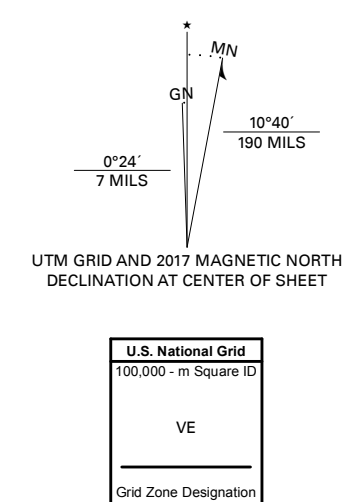 ★
MN
GN
10°40´
190 MILS
0°24´
7 MILS
UTM GRID AND 2017 MAGNETIC NORTH
DECLINATION AT CENTER OF SHEET
U.S. National Grid
100,000 - m Square ID
VE
Grid Zone Designation